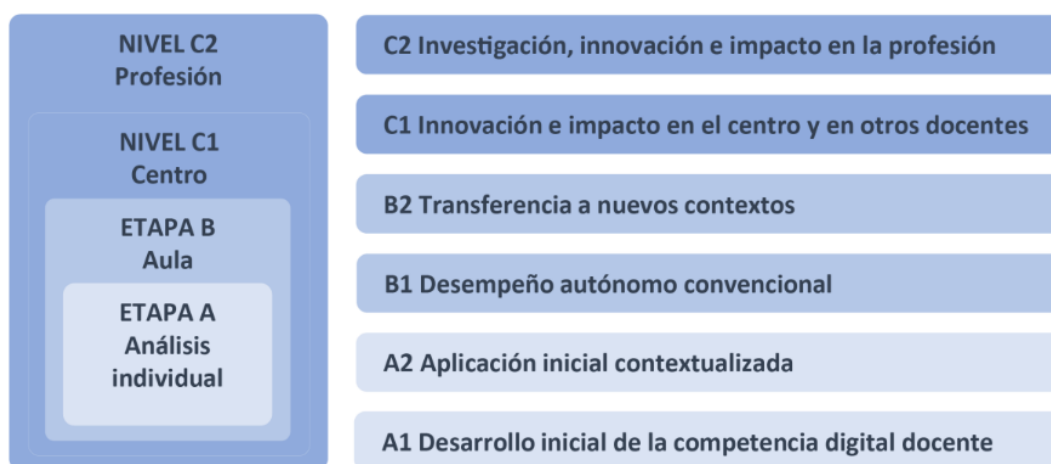 NIVEL C2
Profesión
NIVEL C1
Centro
ETAPA B
Aula
ETAPA A
Análisis
individual
C2 Investigación, innovación e impacto en la profesión
C1 Innovación e impacto en el centro y en otros docentes
B2 Transferencia a nuevos contextos
B1 Desempeño autónomo convencional
A2 Aplicación inicial contextualizada
A1 Desarrollo inicial de la competencia digital docente